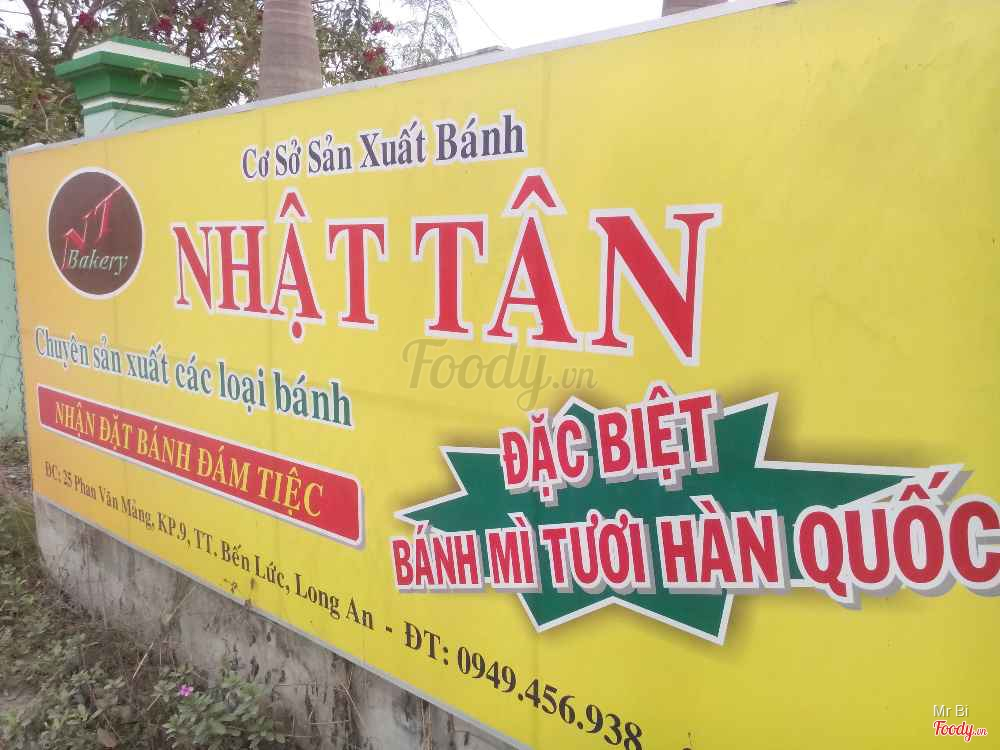 Cơ Sở Sản Xuất Bánh
NT
Bakery
NHẬT TÂN
Chuyên sản xuất các loại bánh
NHẬN ĐẶT BÁNH ĐÁM TIỆC
ĐẶC BIỆT
BÁNH MÌ TƯƠI HÀN QUỐC
ĐC: 25 Phan Văn Mảng, KP.9, TT. Bến Lức, Long An - ĐT: 0949.456.938
Foody.vn
Mr Bi
Foody.vn